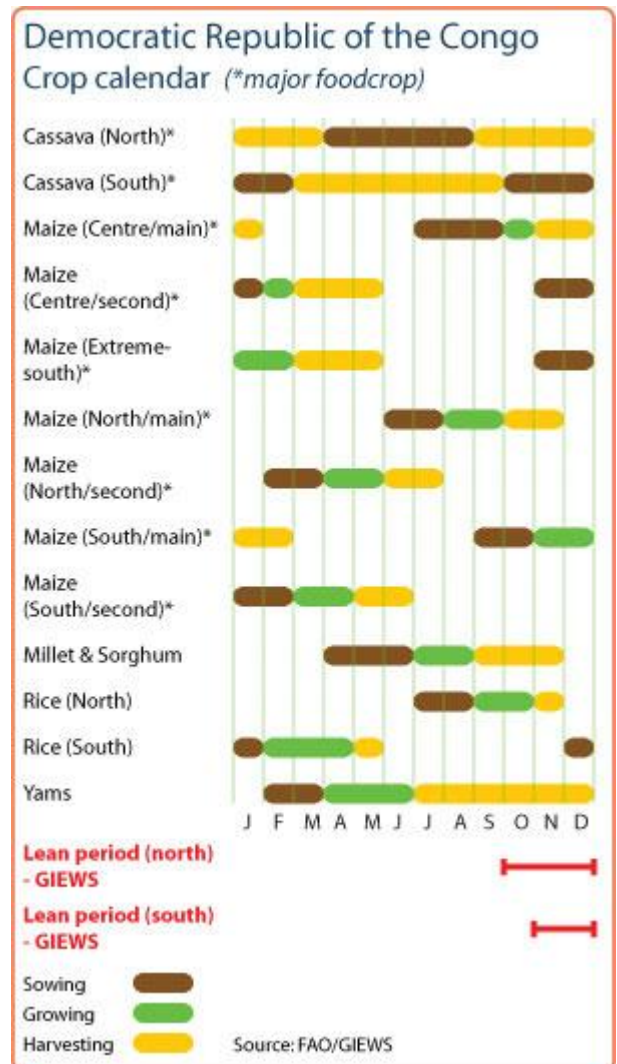 Democratic Republic of the Congo
Crop calendar (*major foodcrop)
Cassava (North)*
Cassava (South)*
Maize (Centre/main)*
Maize
(Centre/second)*
Maize (Extreme-
south)*
Maize (North/main)*
Maize
(North/second)*
Maize (South/main)*
Maize
(South/second)*
Millet & Sorghum
Rice (North)
Rice (South)
Yams
J F M A M J J A S O N D
Lean period (north)
- GIEWS
Lean period (south)
- GIEWS
Sowing
Growing
Harvesting Source: FAO/GIEWS